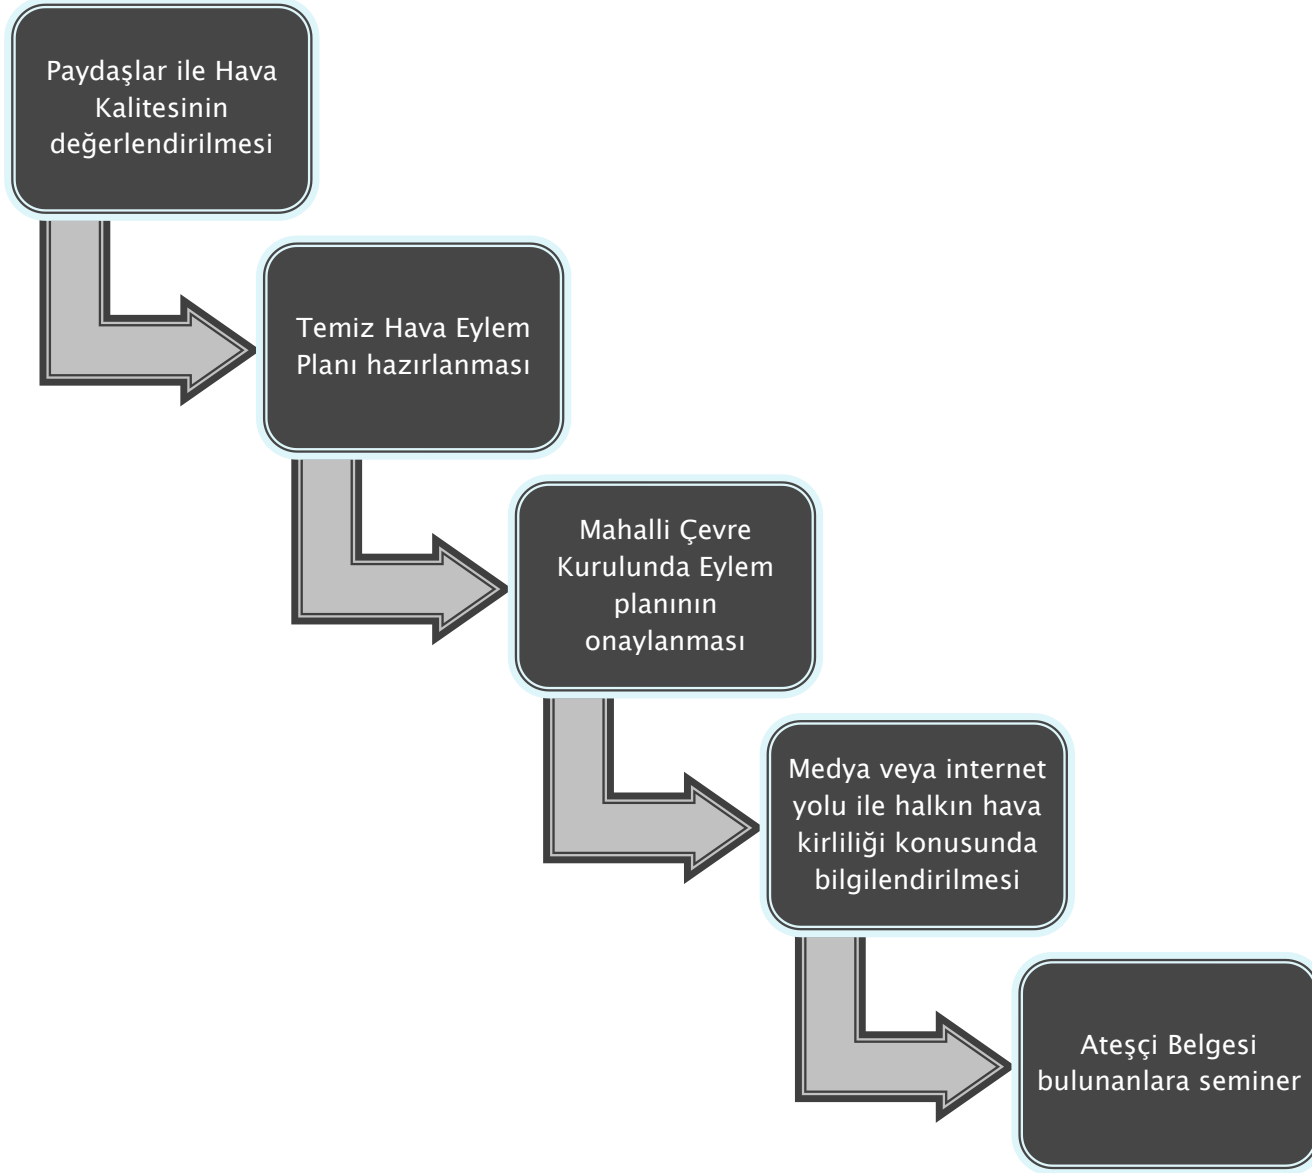 Paydaşlar ile Hava
Kalitesinin
değerlendirilmesi
Temiz Hava Eylem
Planı hazırlanması
Mahalli Çevre
Kurulunda Eylem
planının
onaylanması
Medya veya internet
yolu ile halkın hava
kirliliği konusunda
bilgilendirilmesi
Ateşçi Belgesi
bulunanlara seminer